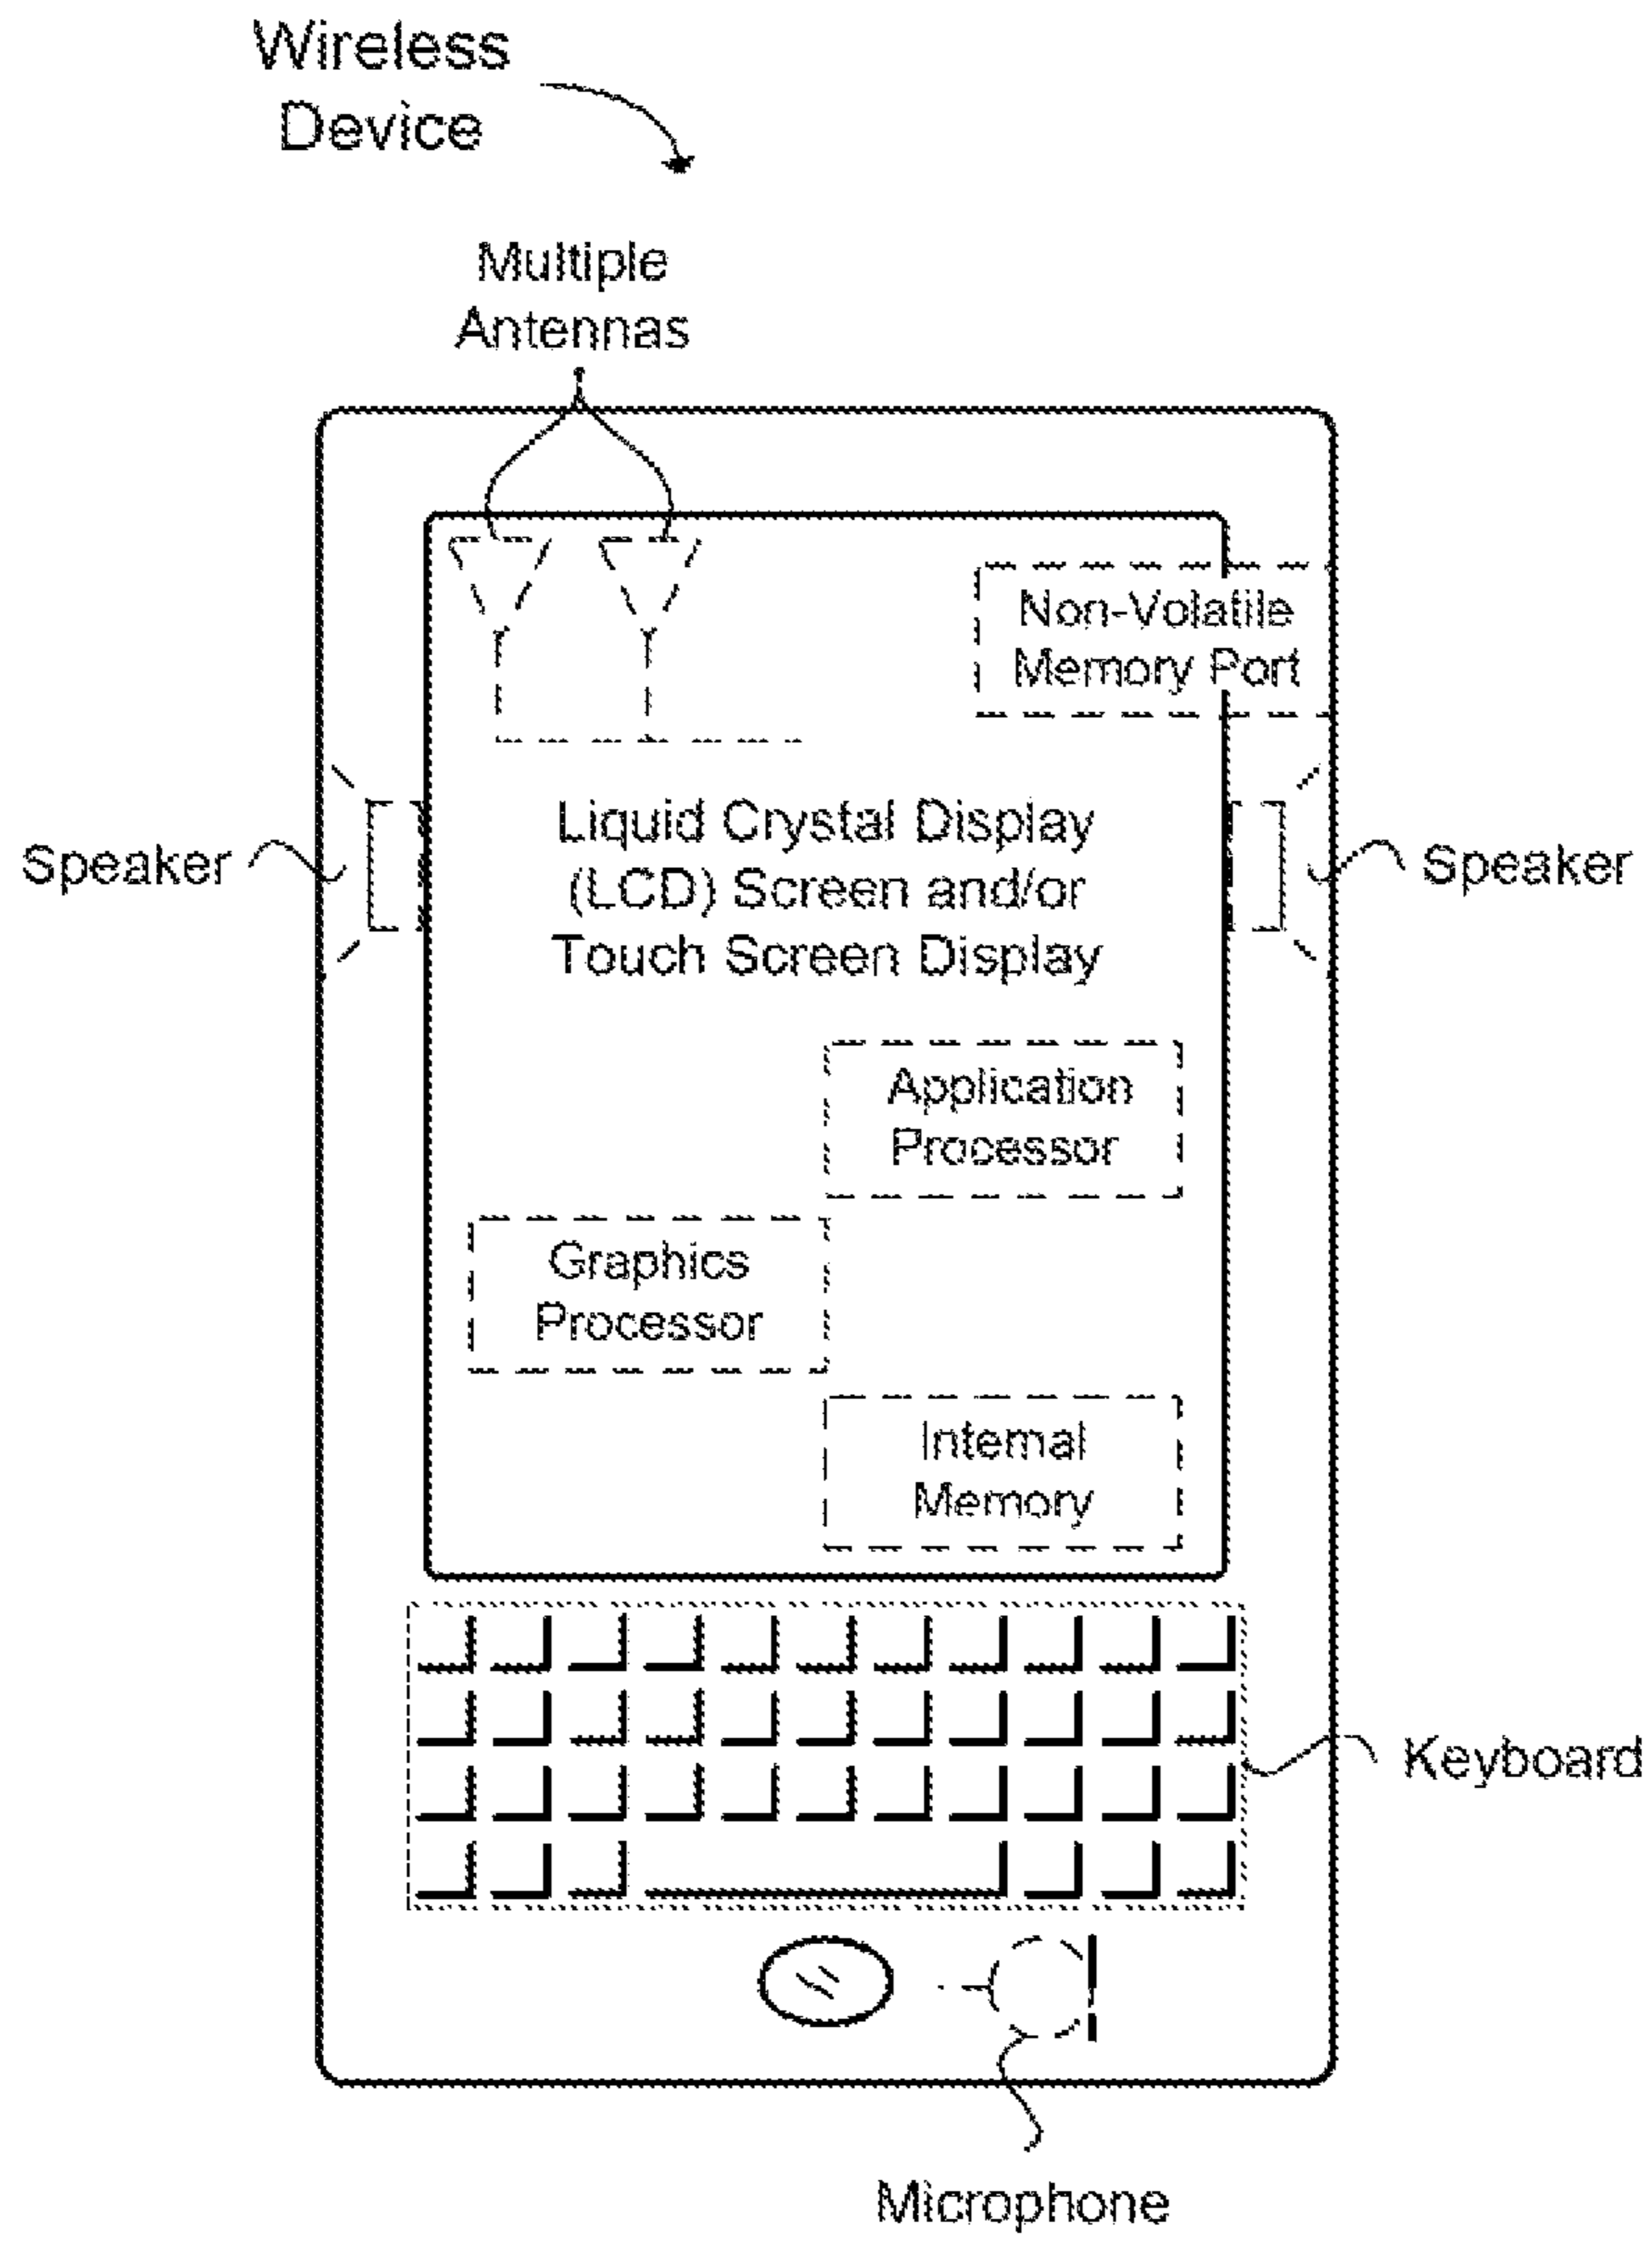 Wireless
Device
Multiple
Antennas
Non-Volatile
Memory Port
Speaker
Liquid Crystal Display
(LCD) Screen and/or
Touch Screen Display
Speaker
Application
Processor
Graphics
Processor
Internal
Memory
Keyboard
Microphone